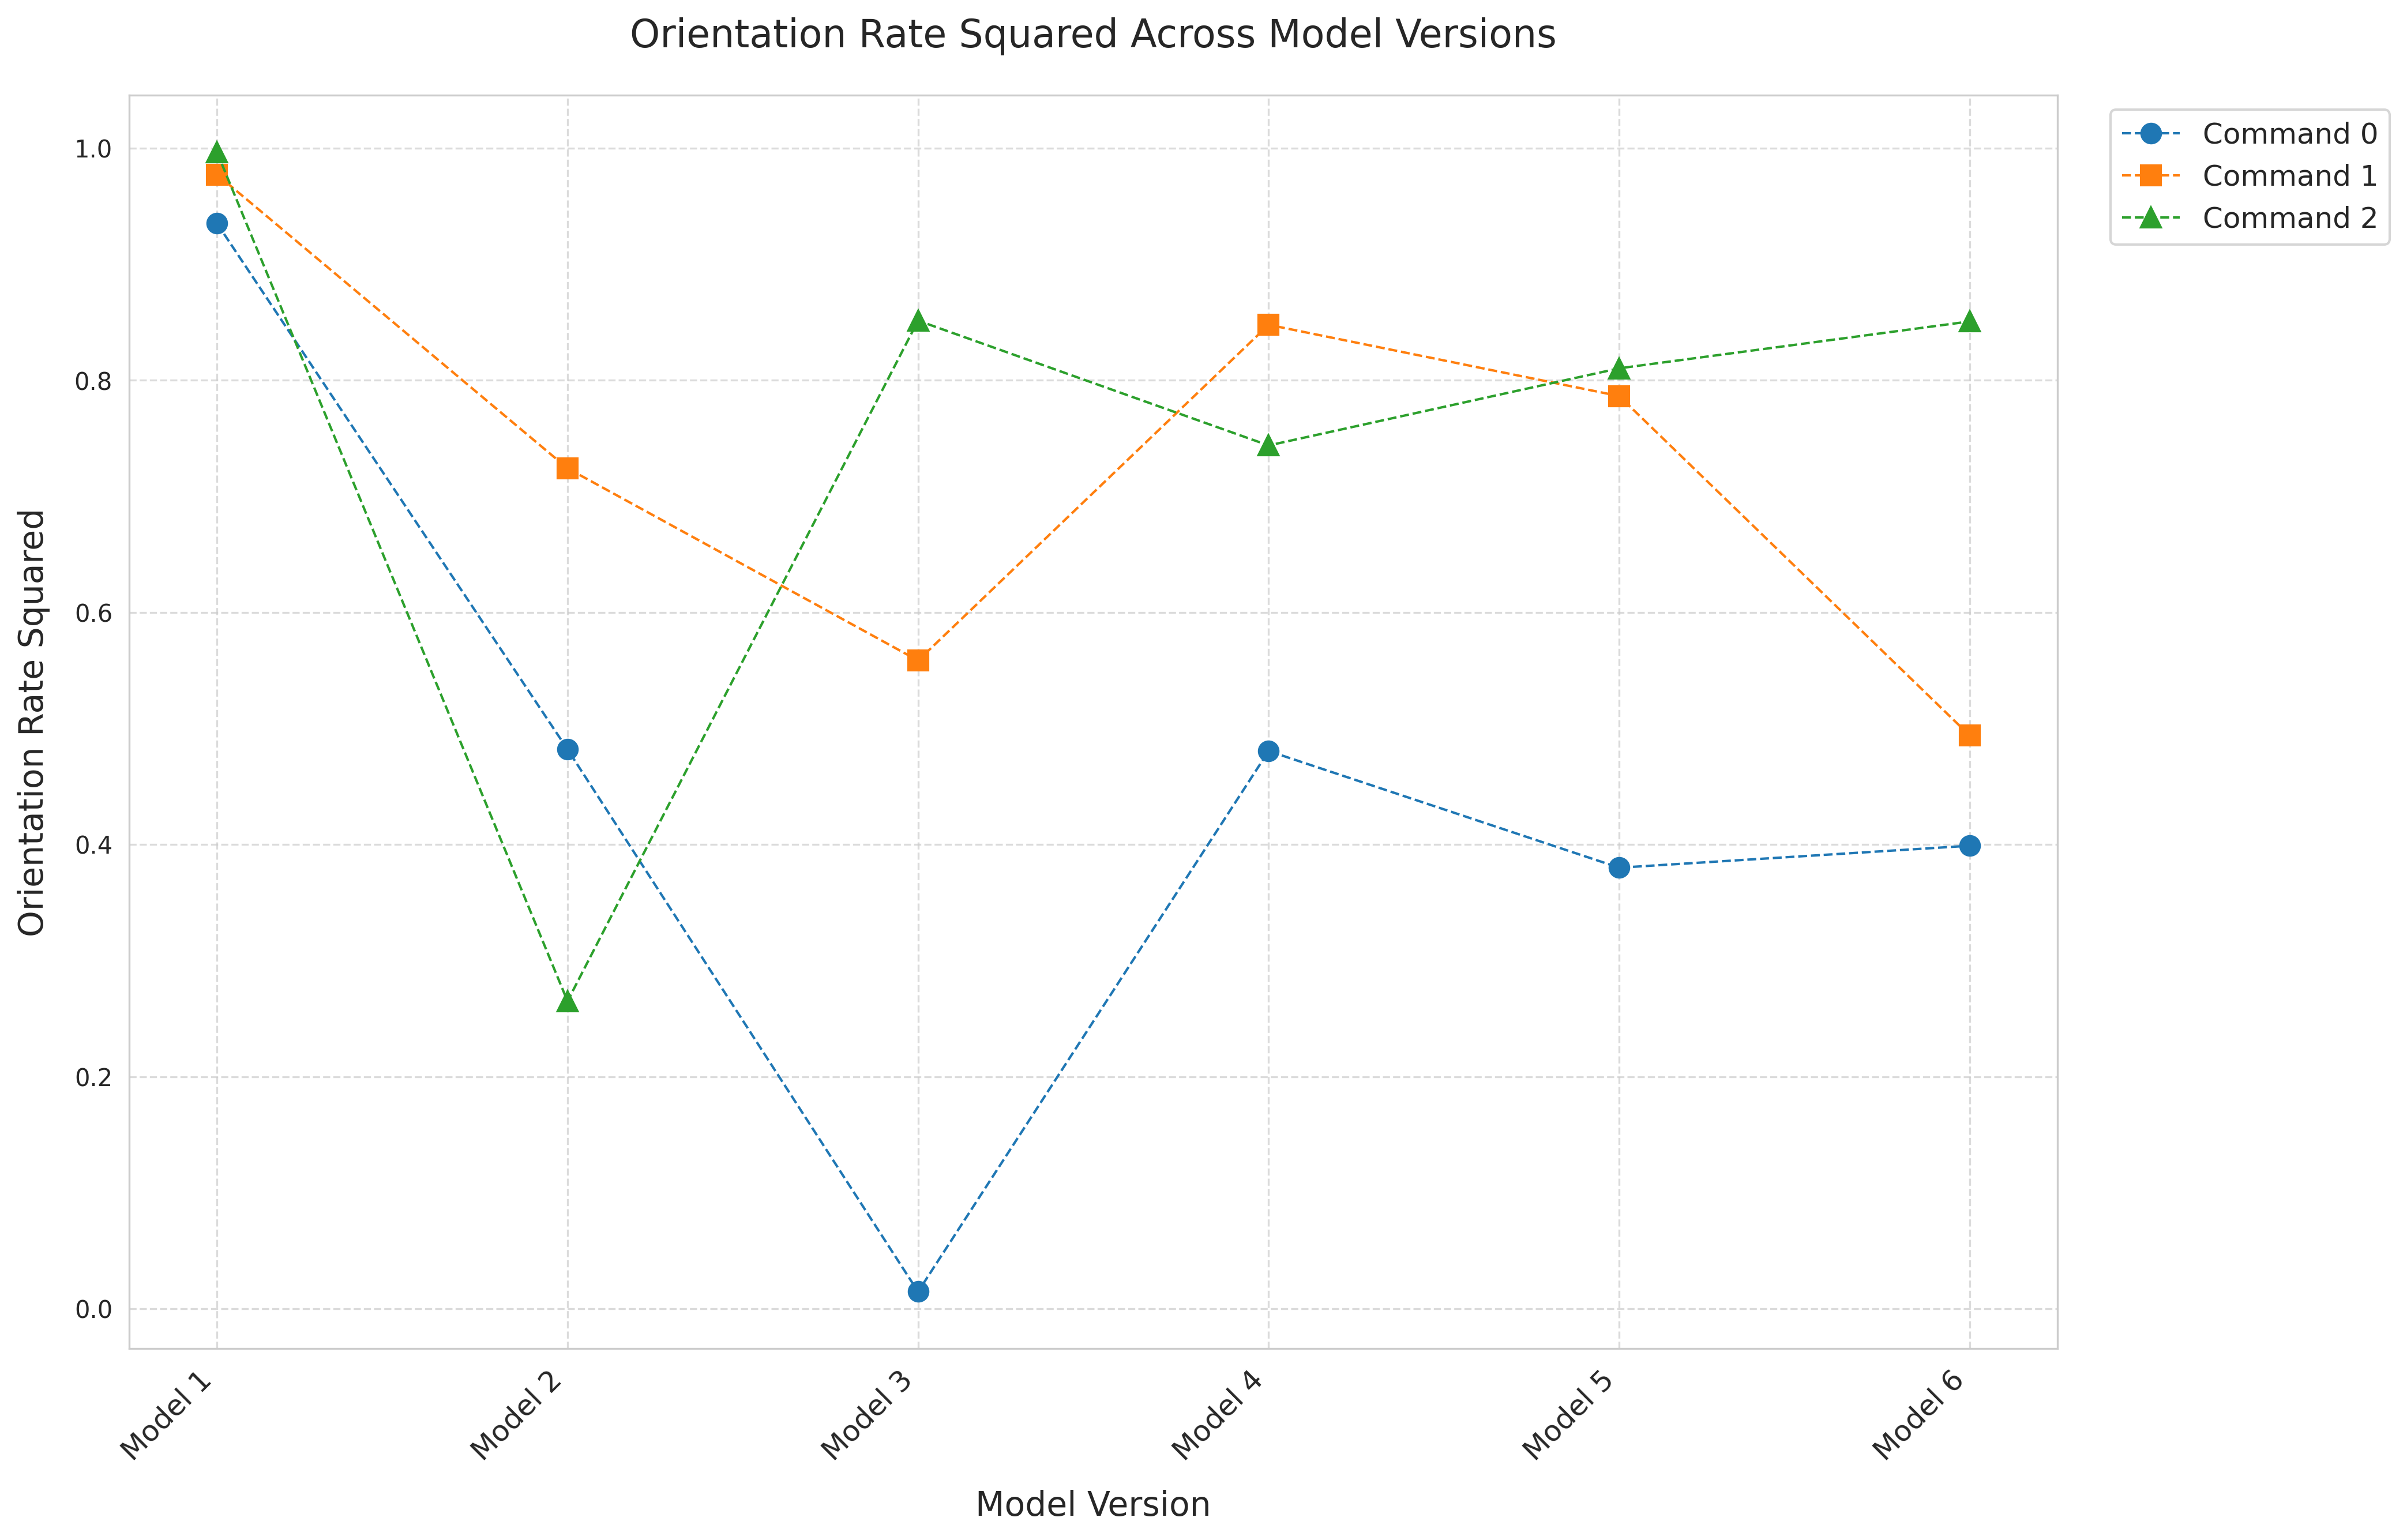 Orientation Rate Squared Across Model Versions
Command 0
Command 1
Command 2
Orientation Rate Squared
1.0
0.8
0.6
0.4
0.2
0.0
Model 1
Model 2
Model 3
Model 4
Model 5
Model 6
Model Version